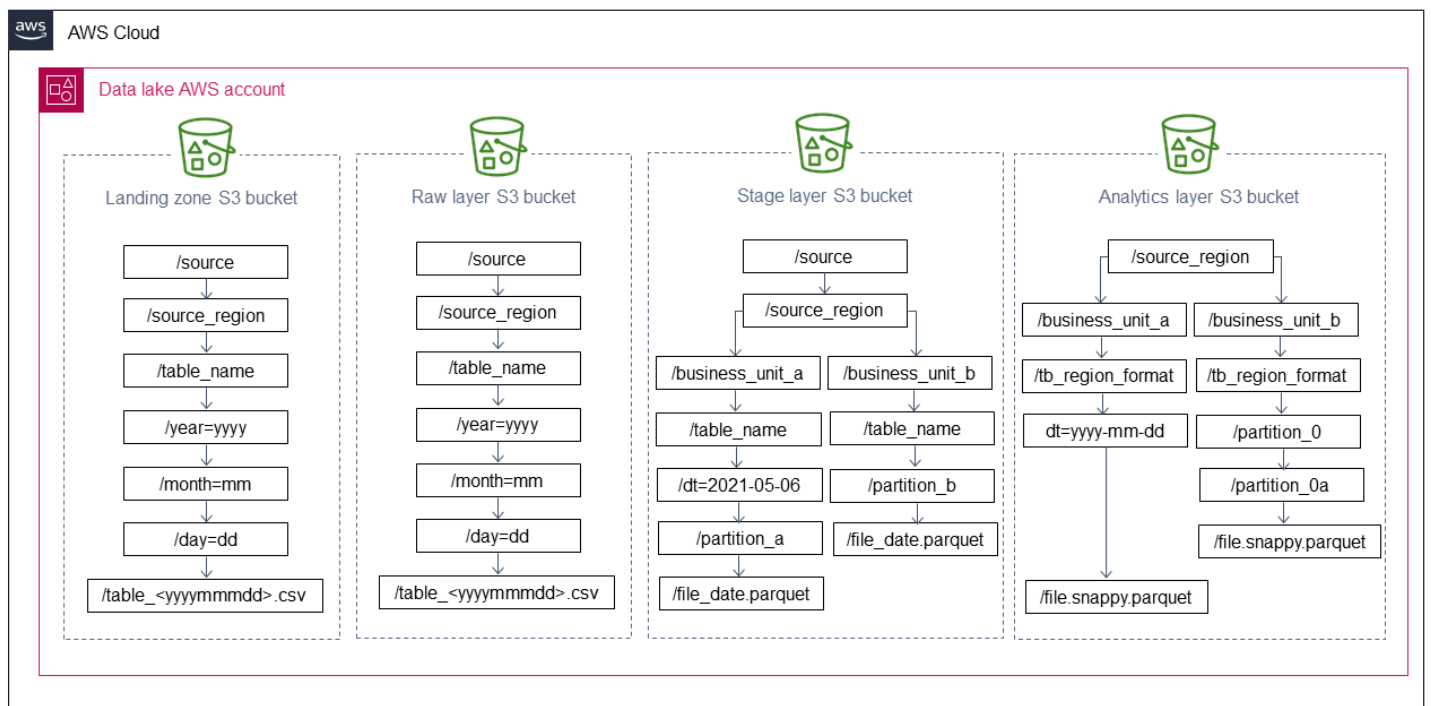 aws
AWS Cloud
Data lake AWS account
Landing zone S3 bucket
/source
/source_region
/table_name
/year=yyyy
/month=mm
/day=dd
/table_<yyyymmmdd>.csv
Raw layer S3 bucket
/source
/source_region
/table_name
/year=yyyy
/month=mm
/day=dd
/table_<yyyymmmdd>.csv
Stage layer S3 bucket
/source
/source_region
/business_unit_a
/table_name
/dt=2021-05-06
/partition_a
/file_date.parquet
/business_unit_b
/table_name
/partition_b
/file_date.parquet
Analytics layer S3 bucket
/source_region
/business_unit_a
/tb_region_format
dt=yyyy-mm-dd
/file.snappy.parquet
/business_unit_b
/tb_region_format
/partition_0
/partition_0a
/file.snappy.parquet